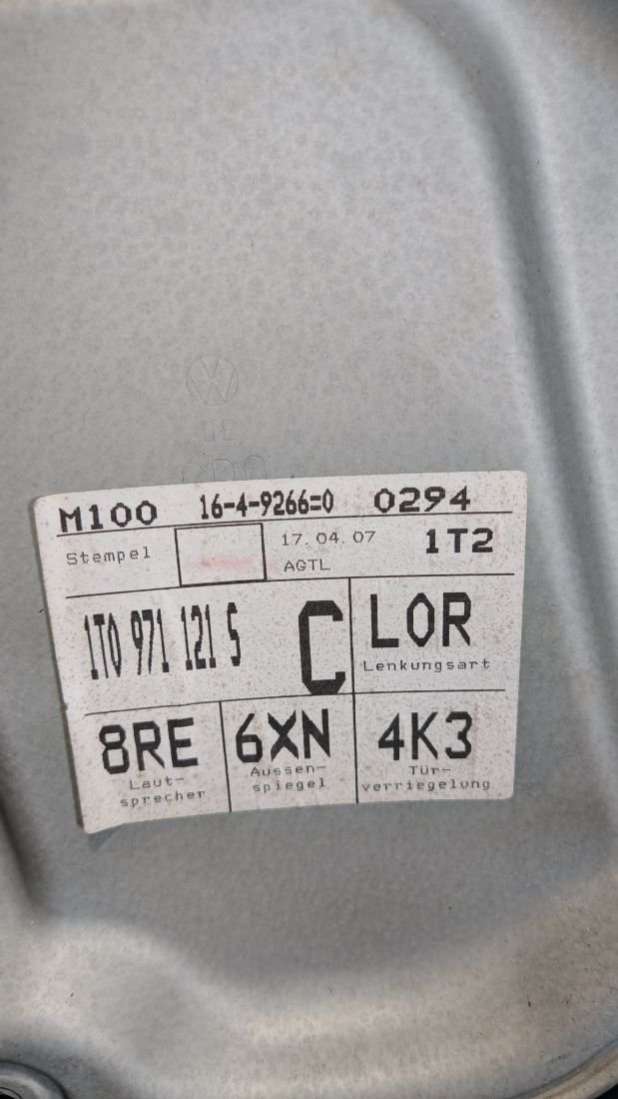 M100 16-4-9266=0 0294
Stempel 17.04.07 1T2
AGTL
1T0 971 121 S C L0R
Lenkungsart
8RE 6XN 4K3
Laut-
sprecher
Aussen-
spiegel
Tür-
verriegelung